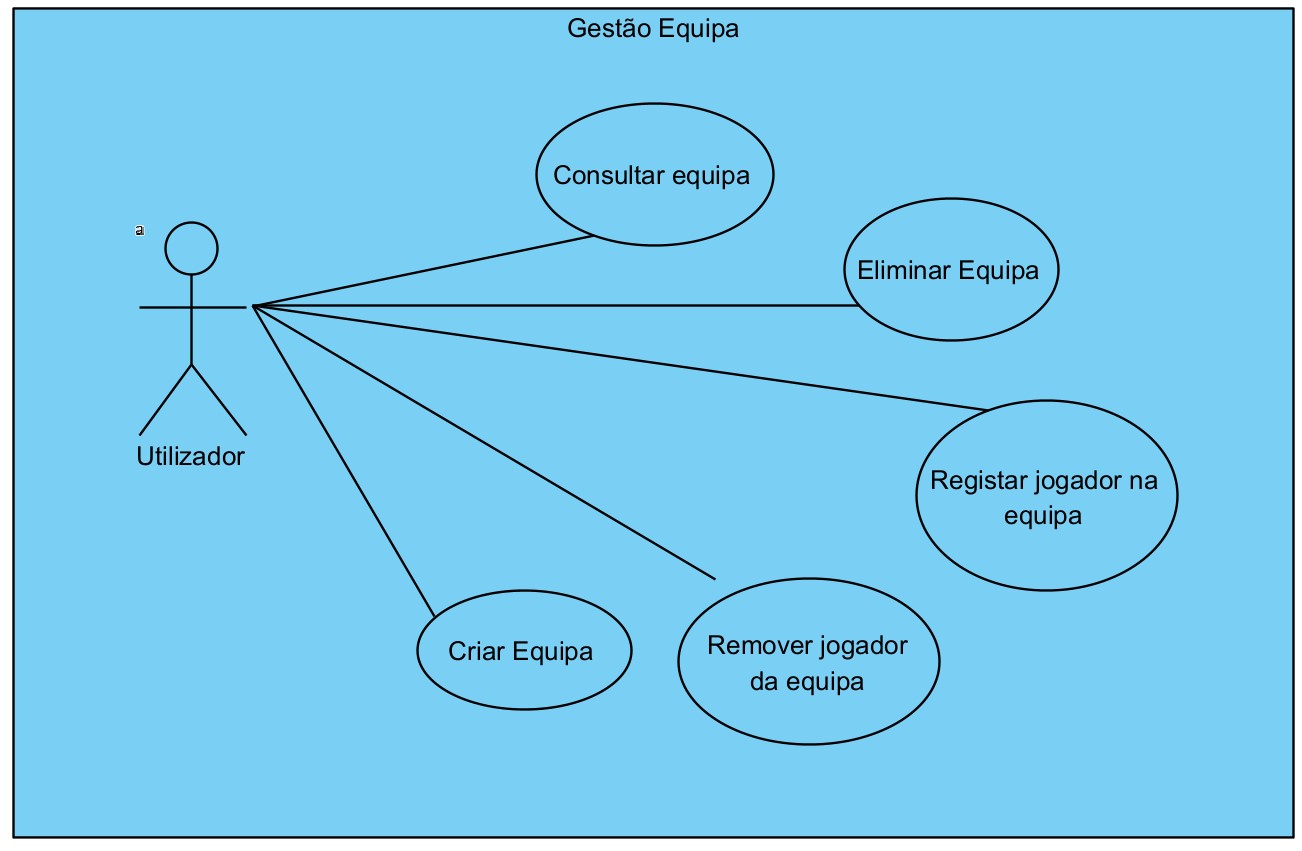 Gestão Equipa
Consultar equipa
a
Eliminar Equipa
Utilizador
Registar jogador na
equipa
Criar Equipa
Remover jogador
da equipa